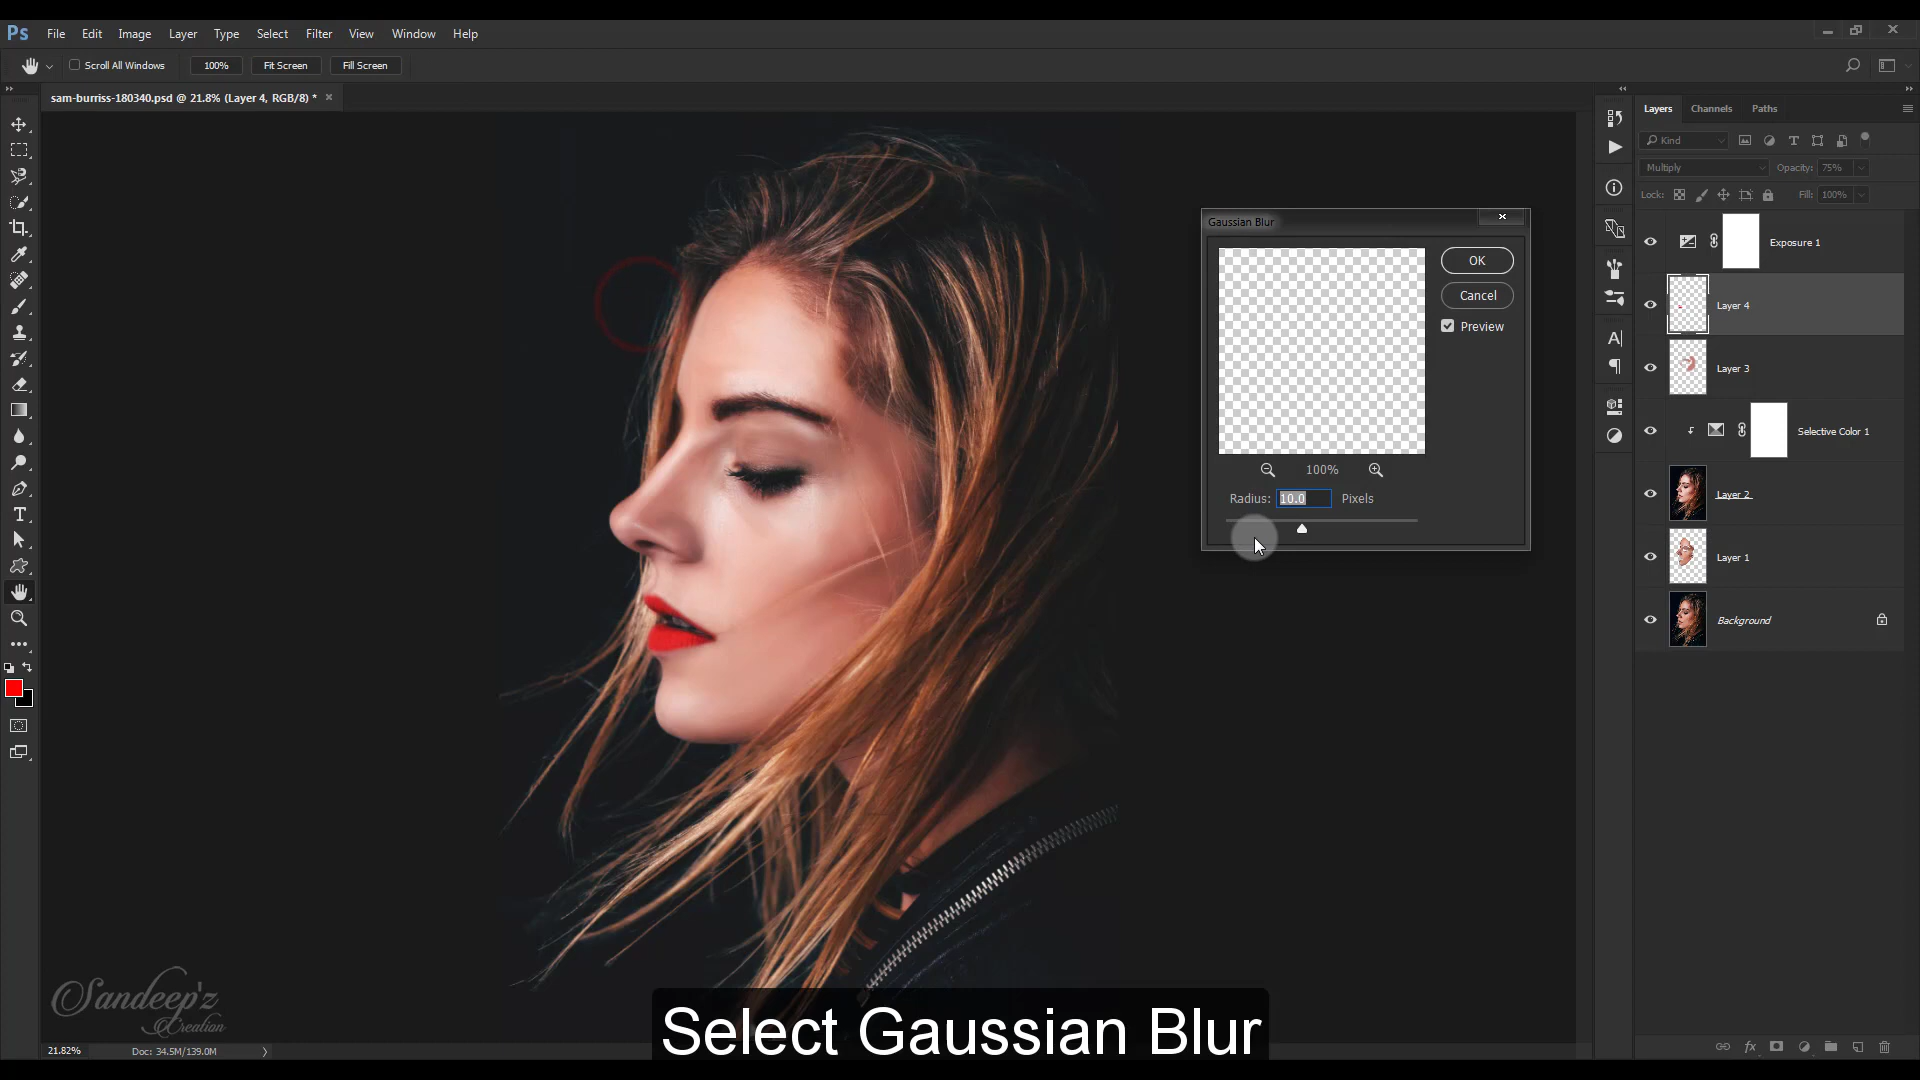 Ps File Edit Image Layer Type Select Filter View Window Help
Scroll All Windows 100% Fit Screen Fill Screen
sam-burriss-180340.psd @ 21.8% (Layer 4, RGB/8) *
Layers Channels Paths
Kind
Multiply Opacity: 75%
Lock: Fill: 100%
Exposure 1
Layer 4
Layer 3
Selective Color 1
Layer 2
Layer 1
Background
Gaussian Blur
OK
Cancel
Preview
100%
Radius: 10.0 Pixels
Sandeep'z
Creation
Select Gaussian Blur
21.82% Doc: 34.5M/139.0M